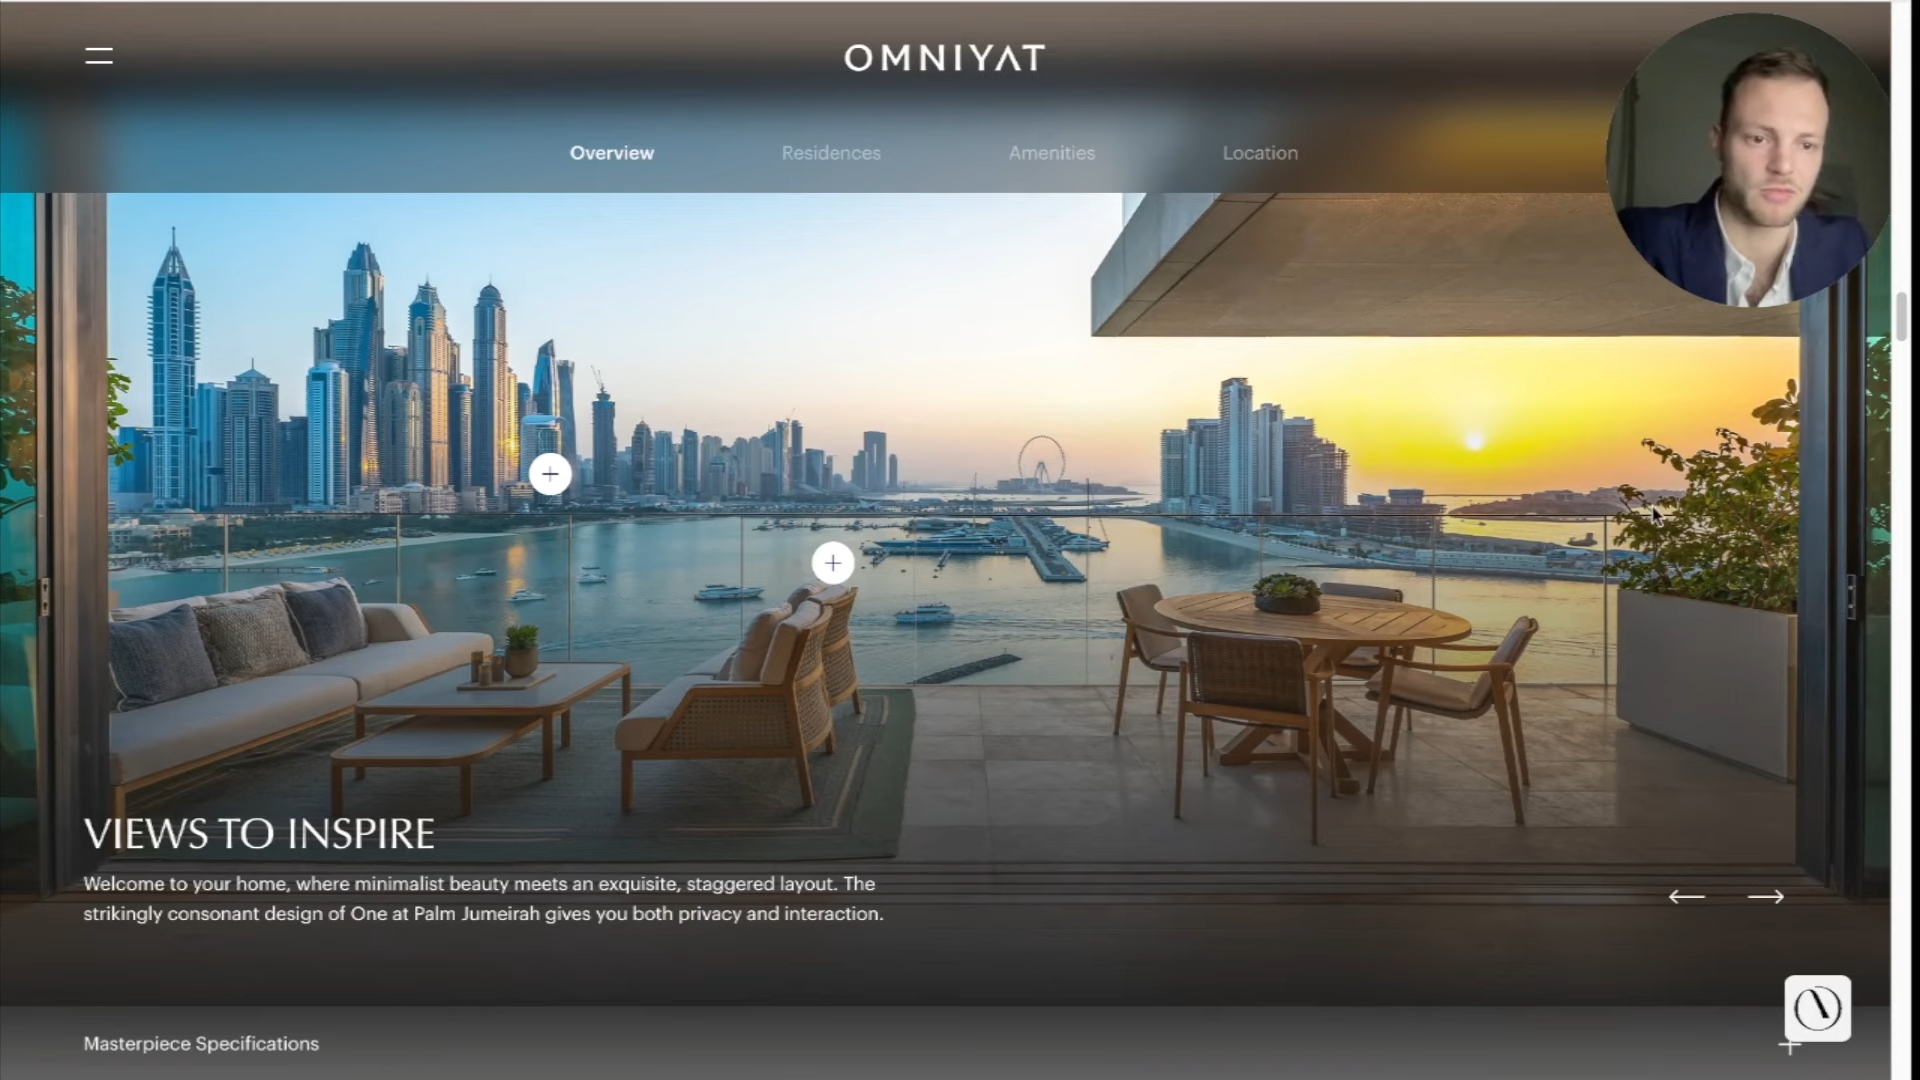 OMNIYAT
Overview
Residences
Amenities
Location
VIEWS TO INSPIRE
Welcome to your home, where minimalist beauty meets an exquisite, staggered layout. The
strikingly consonant design of One at Palm Jumeirah gives you both privacy and interaction.
Masterpiece Specifications